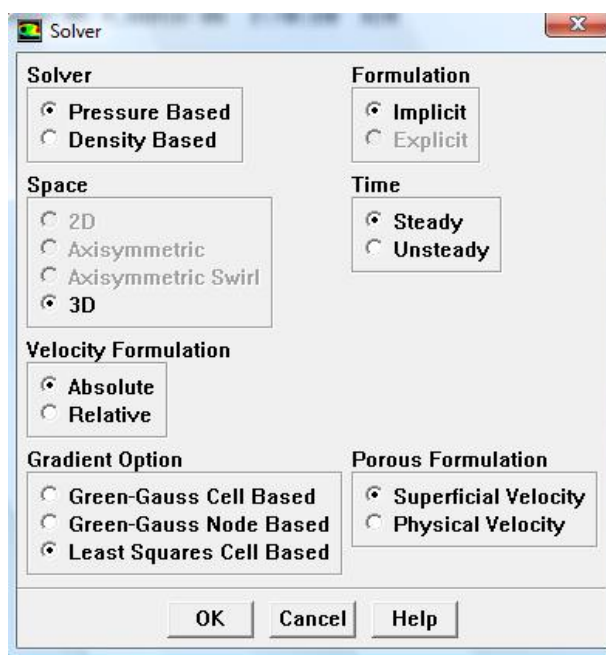 Solver
Solver
Pressure Based
Density Based
Formulation
Implicit
Explicit
Space
2D
Axisymmetric
Axisymmetric Swirl
3D
Time
Steady
Unsteady
Velocity Formulation
Absolute
Relative
Gradient Option
Green-Gauss Cell Based
Green-Gauss Node Based
Least Squares Cell Based
Porous Formulation
Superficial Velocity
Physical Velocity
OK
Cancel
Help